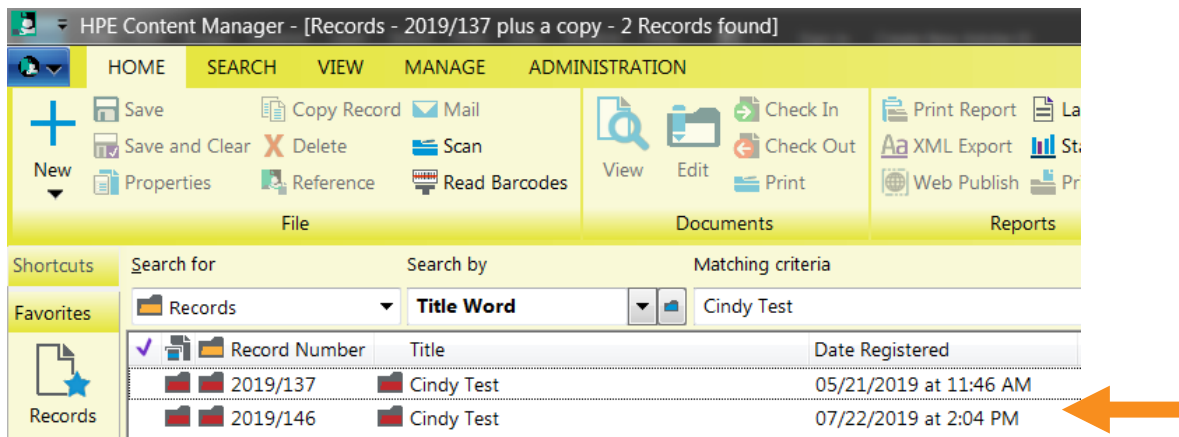 HPE Content Manager - [Records - 2019/137 plus a copy - 2 Records found]
HOME SEARCH VIEW MANAGE ADMINISTRATION
New
Save Copy Record Mail
Save and Clear Delete Scan
Properties Reference Read Barcodes
File
View Edit
Check In
Check Out
Print
Documents
Print Report La
XML Export Sta
Web Publish Pr
Reports
Shortcuts Search for Search by Matching criteria
Favorites Records Title Word Cindy Test
Record Number Title Date Registered
2019/137 Cindy Test 05/21/2019 at 11:46 AM
Records 2019/146 Cindy Test 07/22/2019 at 2:04 PM